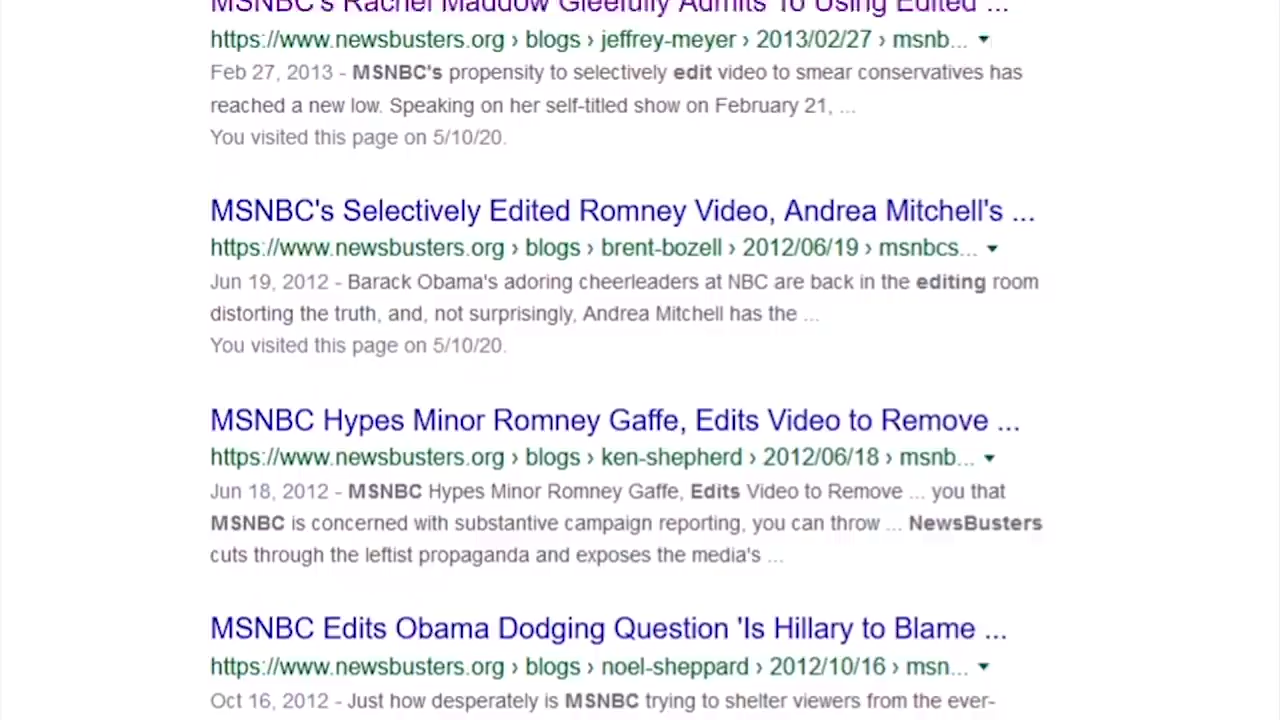 MSNBC's Rachel Maddow Gleefully Admits To Using Edited ...
https://www.newsbusters.org › blogs › jeffrey-meyer › 2013/02/27 › msnb...
Feb 27, 2013 - MSNBC's propensity to selectively edit video to smear conservatives has
reached a new low. Speaking on her self-titled show on February 21, ...
You visited this page on 5/10/20.
MSNBC's Selectively Edited Romney Video, Andrea Mitchell's ...
https://www.newsbusters.org › blogs › brent-bozell › 2012/06/19 › msnbcs...
Jun 19, 2012 - Barack Obama's adoring cheerleaders at NBC are back in the editing room
distorting the truth, and, not surprisingly, Andrea Mitchell has the ...
You visited this page on 5/10/20.
MSNBC Hypes Minor Romney Gaffe, Edits Video to Remove ...
https://www.newsbusters.org › blogs › ken-shepherd › 2012/06/18 › msnb...
Jun 18, 2012 - MSNBC Hypes Minor Romney Gaffe, Edits Video to Remove ... you that
MSNBC is concerned with substantive campaign reporting, you can throw ... NewsBusters
cuts through the leftist propaganda and exposes the media's ...
MSNBC Edits Obama Dodging Question 'Is Hillary to Blame ...
https://www.newsbusters.org › blogs › noel-sheppard › 2012/10/16 › msn...
Oct 16, 2012 - Just how desperately is MSNBC trying to shelter viewers from the ever-